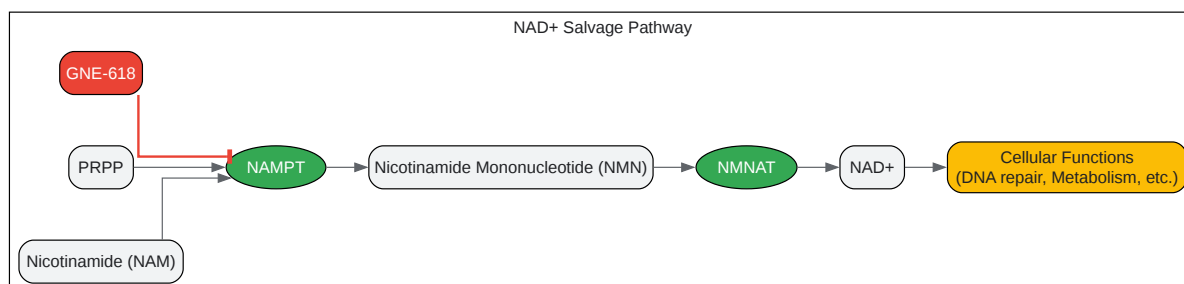 NAD+ Salvage Pathway
GNE-618
PRPP
NAMPT
Nicotinamide Mononucleotide (NMN)
NMNAT
NAD+
Cellular Functions
(DNA repair, Metabolism, etc.)
Nicotinamide (NAM)